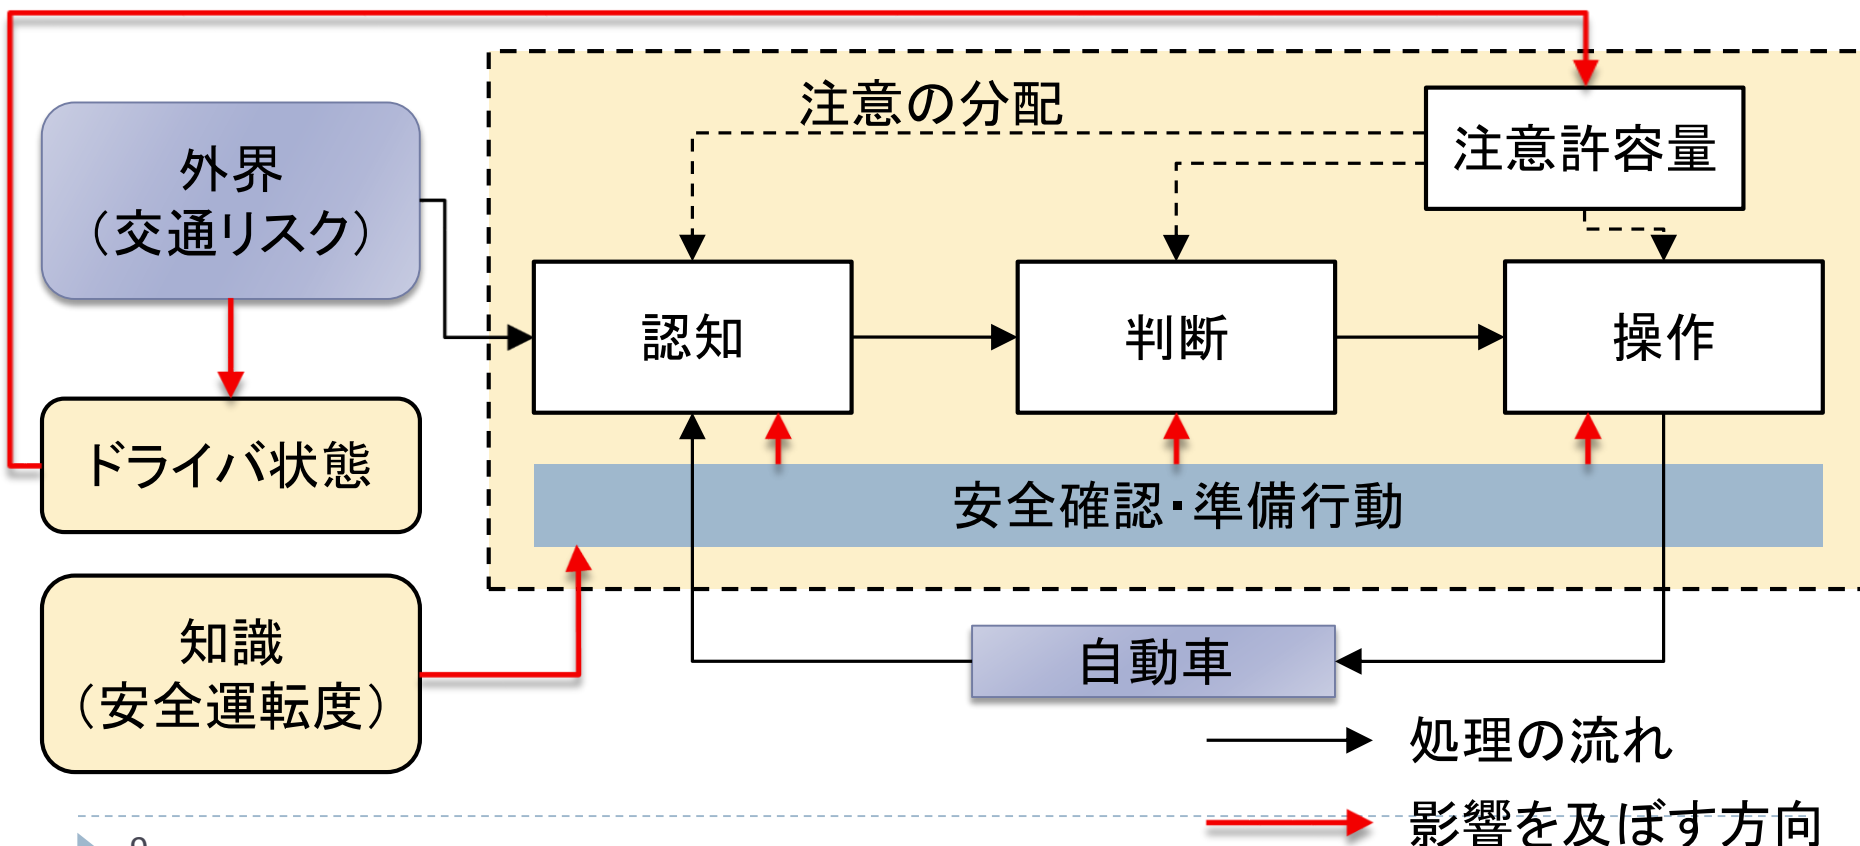 注意の分配
注意許容量
外界
（交通リスク）
認知
判断
操作
ドライバ状態
安全確認・準備行動
知識
（安全運転度）
自動車
処理の流れ
影響を及ぼす方向